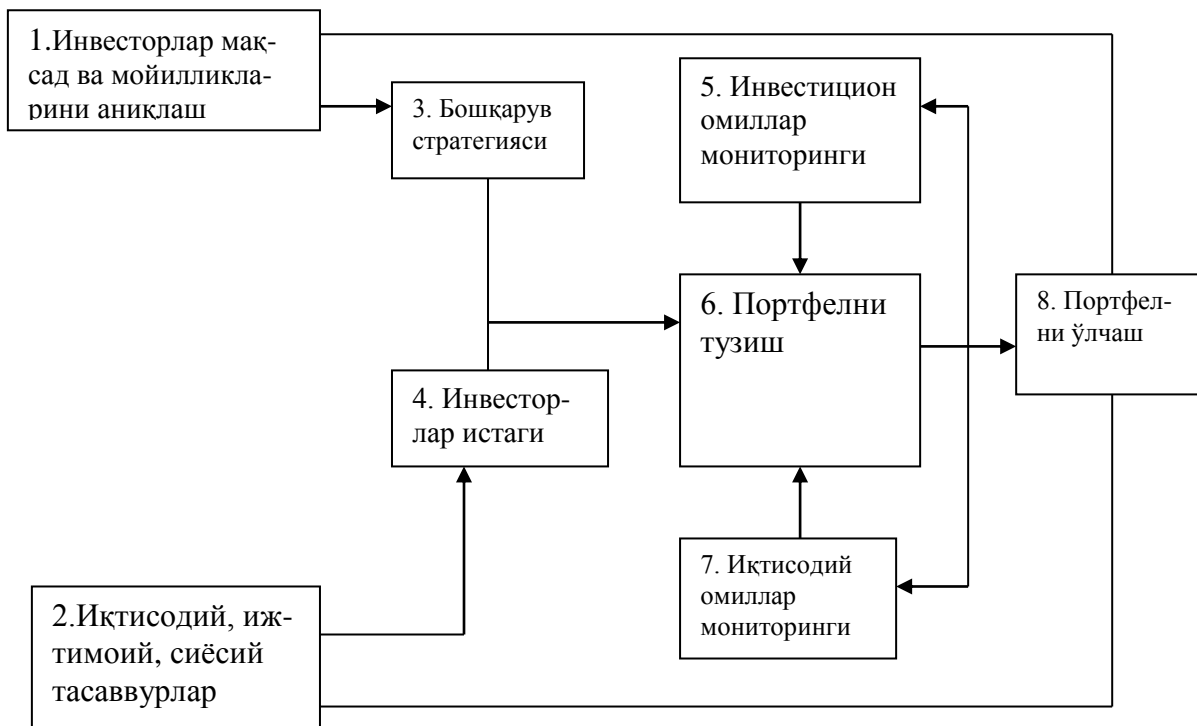 1.Инвесторлар мақ-
сад ва мойилликла-
рини аниқлаш
3. Бошқарув
стратегияси
5. Инвестицион
омиллар
мониторинги
6. Портфелни
тузиш
8. Портфел-
ни ўлчаш
4. Инвестор-
лар истаги
7. Иқтисодий
омиллар
мониторинги
2.Иқтисодий, иж-
тимоий, сиёсий
тасаввурлар